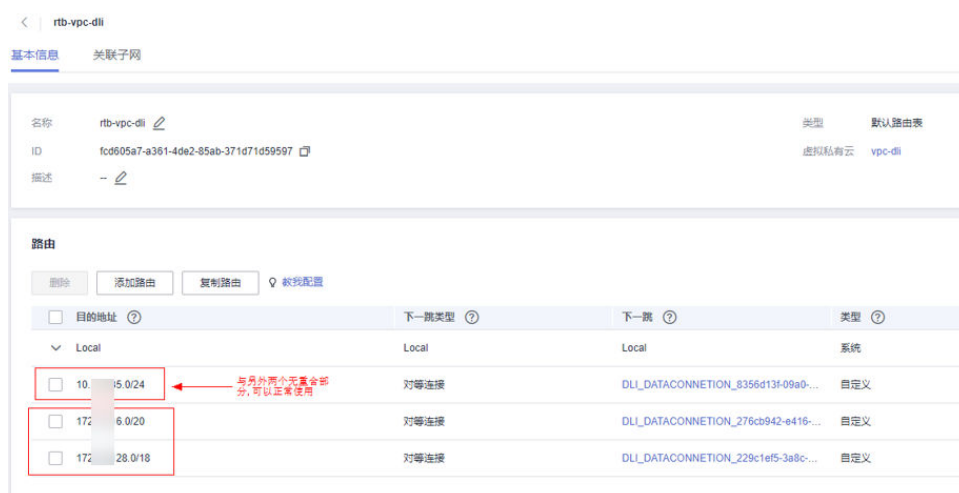 rtb-vpc-dli
基本信息 关联子网
名称 rtb-vpc-dli 类型 默认路由表
ID fcd605a7-a361-4de2-85ab-371d71d59597 虚拟私有云 vpc-dli
描述 --
路由
删除 添加路由 复制路由 教我配置
目的地址 下一跳类型 下一跳 类型
Local Local Local 系统
10. 5.0/24 与另外两个无重合部 对等连接 DLI_DATACONNETION_8356d13f-09a0-... 自定义
分,可以正常使用
172 6.0/20 对等连接 DLI_DATACONNETION_276cb942-e416-... 自定义
172 28.0/18 对等连接 DLI_DATACONNETION_229c1ef5-3a8c-... 自定义